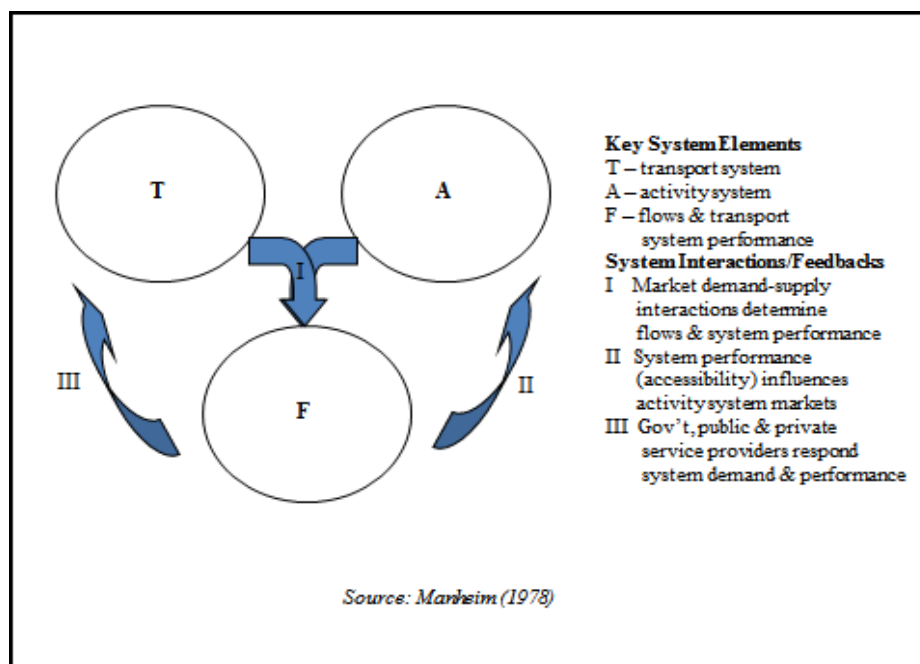 T
A
I
III
II
F
Key System Elements
T – transport system
A – activity system
F – flows & transport
system performance
System Interactions/Feedbacks
I Market demand-supply
interactions determine
flows & system performance
II System performance
(accessibility) influences
activity system markets
III Gov't, public & private
service providers respond
system demand & performance
Source: Manheim (1978)